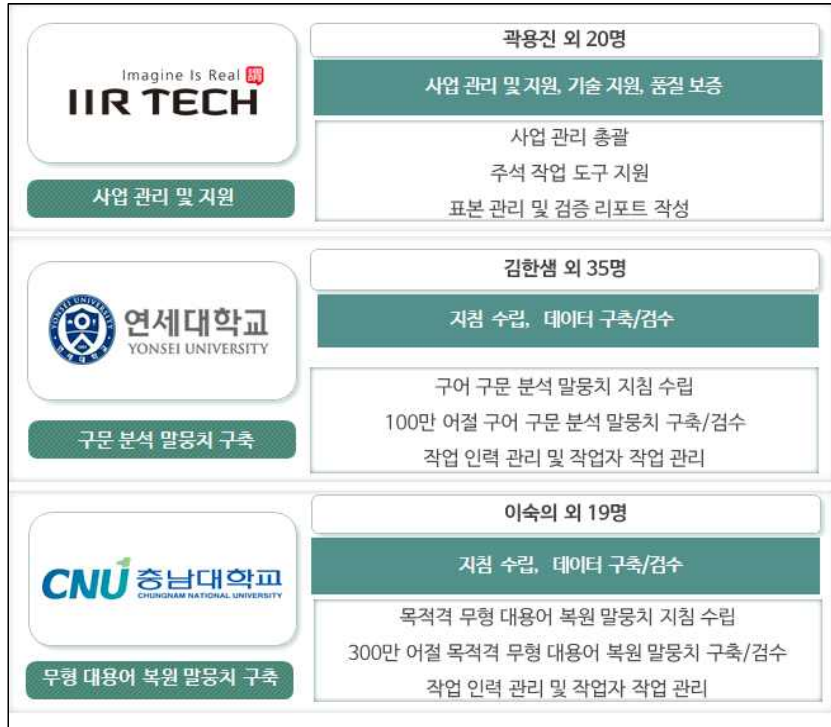 Imagine Is Real
IIR TECH
사업 관리 및 지원
곽용진 외 20명
사업 관리 및 지원, 기술 지원, 품질 보증
사업 관리 총괄
주석 작업 도구 지원
표본 관리 및 검증 리포트 작성
연세대학교
YONSEI UNIVERSITY
구문 분석 말뭉치 구축
김한샘 외 35명
지침 수립, 데이터 구축/검수
구어 구문 분석 말뭉치 지침 수립
100만 어절 구어 구문 분석 말뭉치 구축/검수
작업 인력 관리 및 작업자 작업 관리
CNU 충남대학교
CHUNGNAM NATIONAL UNIVERSITY
무형 대용어 복원 말뭉치 구축
이숙의 외 19명
지침 수립, 데이터 구축/검수
목적격 무형 대용어 복원 말뭉치 지침 수립
300만 어절 목적격 무형 대용어 복원 말뭉치 구축/검수
작업 인력 관리 및 작업자 작업 관리